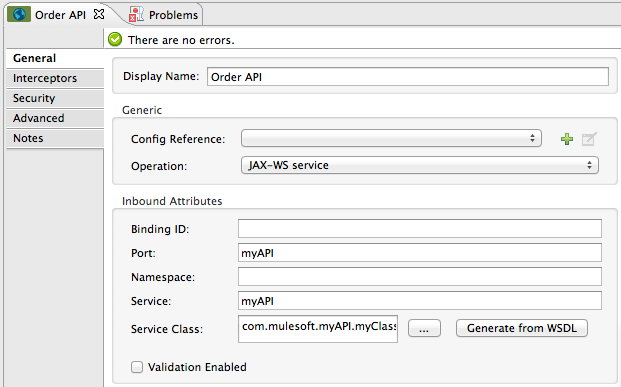 Order API
Problems
There are no errors.
General
Interceptors
Security
Advanced
Notes
Display Name: Order API
Generic
Config Reference:
Operation: JAX-WS service
Inbound Attributes
Binding ID:
Port: myAPI
Namespace:
Service: myAPI
Service Class: com.mulesoft.myAPI.myClass ... Generate from WSDL
Validation Enabled